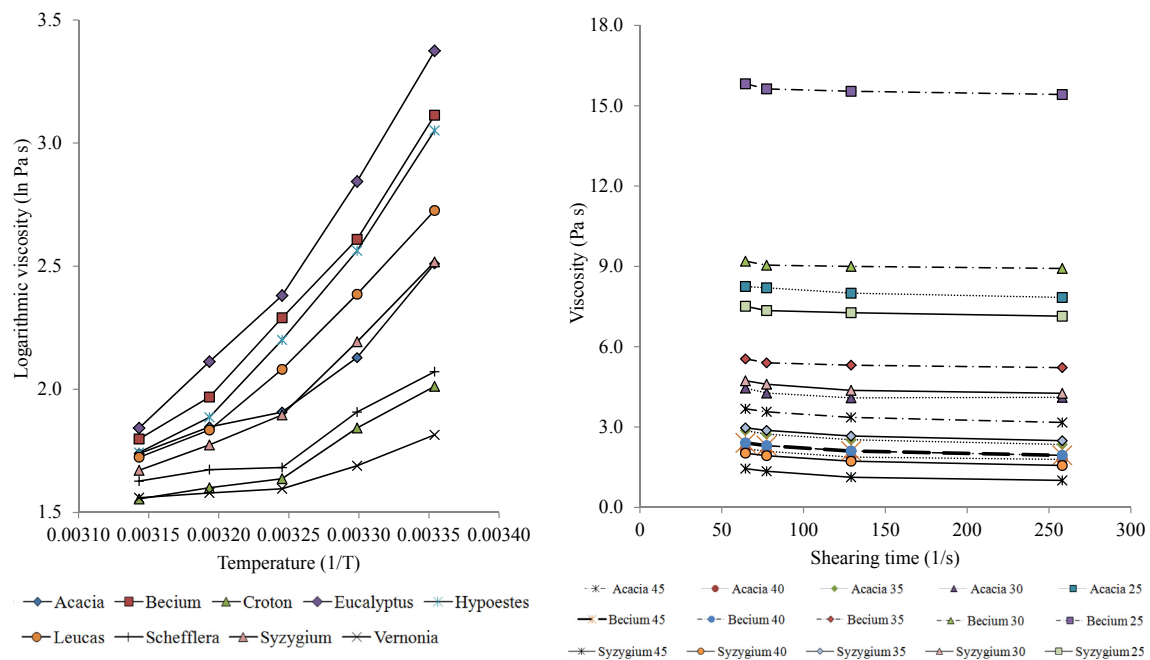 3.5
3.0
2.5
2.0
1.5
Logarithmic viscosity (ln Pa s)
0.00310 0.00315 0.00320 0.00325 0.00330 0.00335 0.00340
Temperature (1/T)
Acacia Becium Croton Eucalyptus Hypoestes
Leucas Schefflera Syzygium Vernonia
18.0
15.0
12.0
9.0
6.0
3.0
0.0
Viscosity (Pa s)
0 50 100 150 200 250 300
Shearing time (1/s)
Acacia 45 Acacia 40 Acacia 35 Acacia 30 Acacia 25
Becium 45 Becium 40 Becium 35 Becium 30 Becium 25
Syzygium 45 Syzygium 40 Syzygium 35 Syzygium 30 Syzygium 25